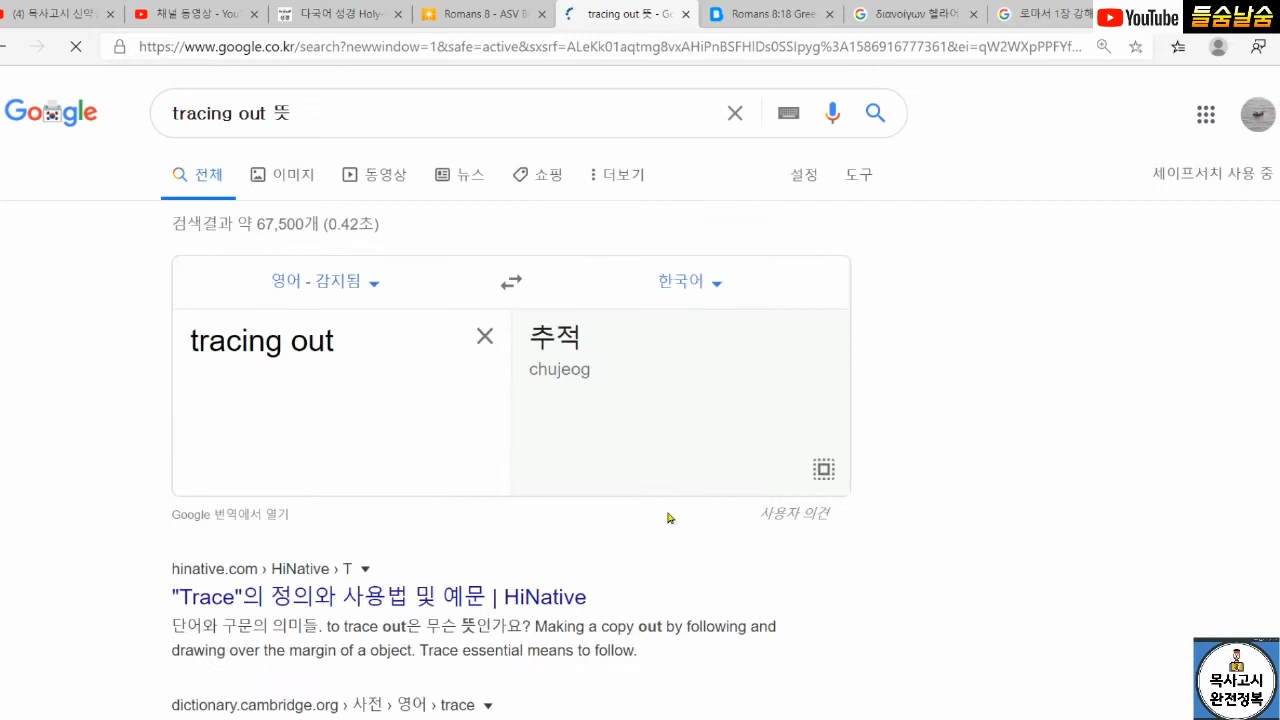 (4) 목사고시 신약
채널 동영상 - You
다국어 성경 Holy-
Romans 8
tracing out 뜻 - Go
Romans 8:18 Gree
διανοίγων 헬라어
로마서 1장 강해
YouTube
들숨날숨
https://www.google.co.kr/search?newwindow=1&safe=active&sxsrf=ALeKk01aqtmg8vxAHiPnBSFHIDs0SSIpyg%3A1586916777361&ei=qW2WXpPPFYf...
Google
tracing out 뜻
전체 이미지 동영상 뉴스 쇼핑 더보기 설정 도구
세이프서치 사용 중
검색결과 약 67,500개 (0.42초)
영어 - 감지됨
한국어
tracing out
추적
chujeog
Google 번역에서 열기
사용자 의견
hinative.com › HiNative › T
"Trace"의 정의와 사용법 및 예문 | HiNative
단어와 구문의 의미들. to trace out은 무슨 뜻인가요? Making a copy out by following and
drawing over the margin of a object. Trace essential means to follow.
dictionary.cambridge.org › 사전 › 영어 › trace
목사고시
완전정복